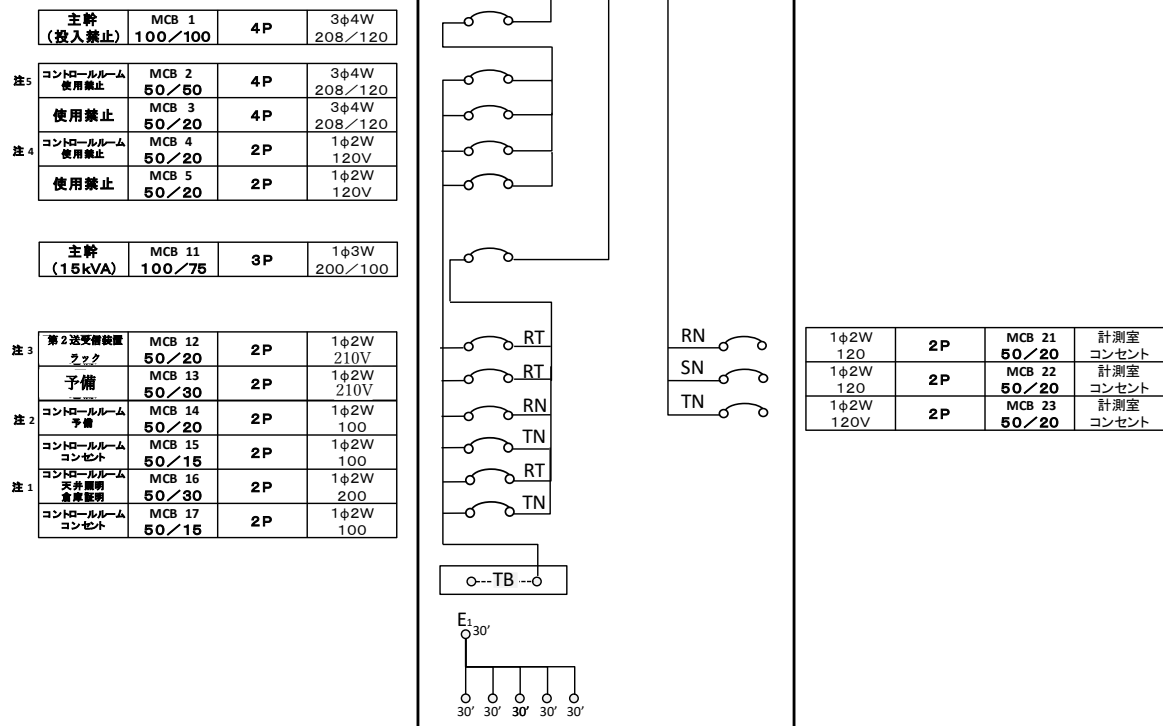 主幹
(投入禁止)
MCB 1
100／100
4P
3φ4W
208／120
注5
コントロールルーム
使用禁止
MCB 2
50／50
4P
3φ4W
208／120
使用禁止
MCB 3
50／20
4P
3φ4W
208／120
注4
コントロールルーム
使用禁止
MCB 4
50／20
2P
1φ2W
120V
使用禁止
MCB 5
50／20
2P
1φ2W
120V
主幹
(15kVA)
MCB 11
100／75
3P
1φ3W
200／100
注3
第2送受信装置
ラック
MCB 12
50／20
2P
1φ2W
210V
RT
予備
MCB 13
50／30
2P
1φ2W
210V
RT
注2
コントロールルーム
予備
MCB 14
50／20
2P
1φ2W
100
RN
コントロールルーム
コンセント
MCB 15
50／15
2P
1φ2W
100
TN
注1
コントロールルーム
天井照明
倉庫証明
MCB 16
50／30
2P
1φ2W
200
RT
コントロールルーム
コンセント
MCB 17
50／15
2P
1φ2W
100
TN
RN
1φ2W
120
2P
MCB 21
50／20
計測室
コンセント
SN
1φ2W
120
2P
MCB 22
50／20
計測室
コンセント
TN
1φ2W
120V
2P
MCB 23
50／20
計測室
コンセント
TB
E1
30'
30' 30' 30' 30' 30'